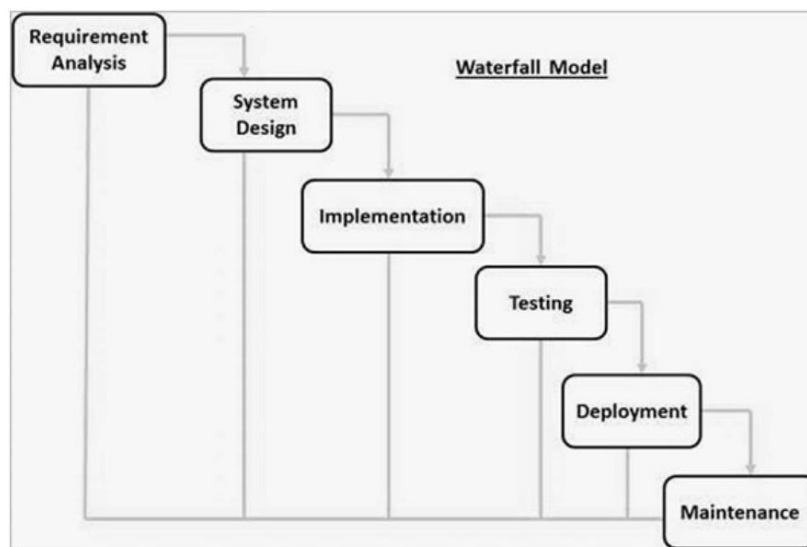 Requirement
Analysis
Waterfall Model
System
Design
Implementation
Testing
Deployment
Maintenance